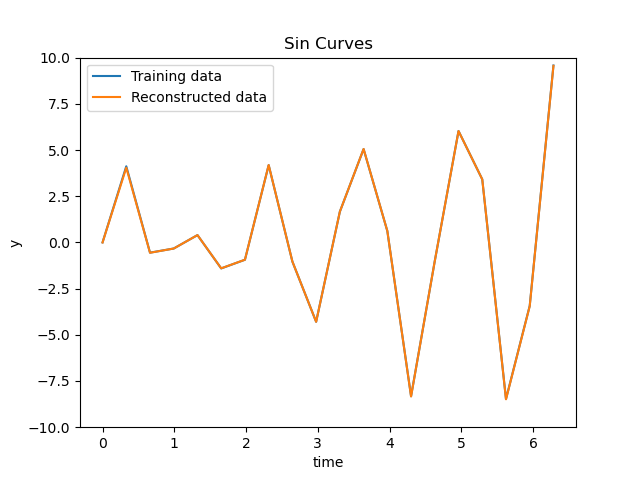 Sin Curves
Training data
Reconstructed data
10.0
7.5
5.0
2.5
0.0
−2.5
−5.0
−7.5
−10.0
y
0 1 2 3 4 5 6
time